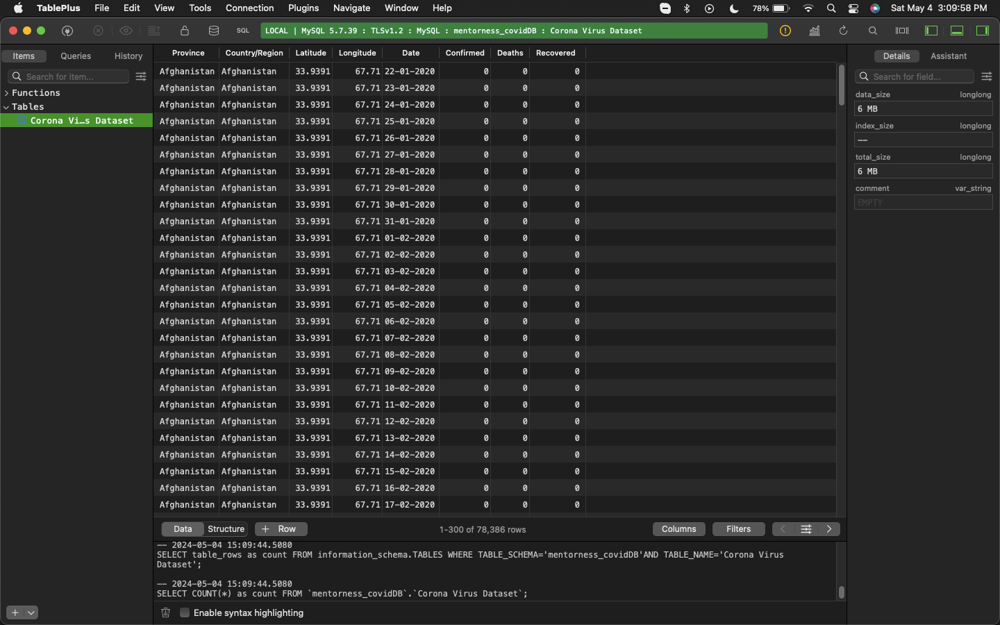 TablePlus File Edit View Tools Connection Plugins Navigate Window Help 78% Sat May 4 3:09:58 PM
SQL LOCAL | MySQL 5.7.39 : TLSv1.2 : MySQL : mentorness_covidDB : Corona Virus Dataset
Items Queries History
Search for item...
Functions
Tables
Corona Vi…s Dataset
Province Country/Region Latitude Longitude Date Confirmed Deaths Recovered
Afghanistan Afghanistan 33.9391 67.71 22-01-2020 0 0 0
Afghanistan Afghanistan 33.9391 67.71 23-01-2020 0 0 0
Afghanistan Afghanistan 33.9391 67.71 24-01-2020 0 0 0
Afghanistan Afghanistan 33.9391 67.71 25-01-2020 0 0 0
Afghanistan Afghanistan 33.9391 67.71 26-01-2020 0 0 0
Afghanistan Afghanistan 33.9391 67.71 27-01-2020 0 0 0
Afghanistan Afghanistan 33.9391 67.71 28-01-2020 0 0 0
Afghanistan Afghanistan 33.9391 67.71 29-01-2020 0 0 0
Afghanistan Afghanistan 33.9391 67.71 30-01-2020 0 0 0
Afghanistan Afghanistan 33.9391 67.71 31-01-2020 0 0 0
Afghanistan Afghanistan 33.9391 67.71 01-02-2020 0 0 0
Afghanistan Afghanistan 33.9391 67.71 02-02-2020 0 0 0
Afghanistan Afghanistan 33.9391 67.71 03-02-2020 0 0 0
Afghanistan Afghanistan 33.9391 67.71 04-02-2020 0 0 0
Afghanistan Afghanistan 33.9391 67.71 05-02-2020 0 0 0
Afghanistan Afghanistan 33.9391 67.71 06-02-2020 0 0 0
Afghanistan Afghanistan 33.9391 67.71 07-02-2020 0 0 0
Afghanistan Afghanistan 33.9391 67.71 08-02-2020 0 0 0
Afghanistan Afghanistan 33.9391 67.71 09-02-2020 0 0 0
Afghanistan Afghanistan 33.9391 67.71 10-02-2020 0 0 0
Afghanistan Afghanistan 33.9391 67.71 11-02-2020 0 0 0
Afghanistan Afghanistan 33.9391 67.71 12-02-2020 0 0 0
Afghanistan Afghanistan 33.9391 67.71 13-02-2020 0 0 0
Afghanistan Afghanistan 33.9391 67.71 14-02-2020 0 0 0
Afghanistan Afghanistan 33.9391 67.71 15-02-2020 0 0 0
Afghanistan Afghanistan 33.9391 67.71 16-02-2020 0 0 0
Afghanistan Afghanistan 33.9391 67.71 17-02-2020 0 0 0
Data Structure + Row 1-300 of 78,386 rows Columns Filters
-- 2024-05-04 15:09:44.5080
SELECT table_rows as count FROM information_schema.TABLES WHERE TABLE_SCHEMA='mentorness_covidDB'AND TABLE_NAME='Corona Virus
Dataset';
-- 2024-05-04 15:09:44.5080
SELECT COUNT(*) as count FROM `mentorness_covidDB`.`Corona Virus Dataset`;
Enable syntax highlighting
Details Assistant
Search for field...
data_size longlong
6 MB
index_size longlong
--
total_size longlong
6 MB
comment var_string
EMPTY